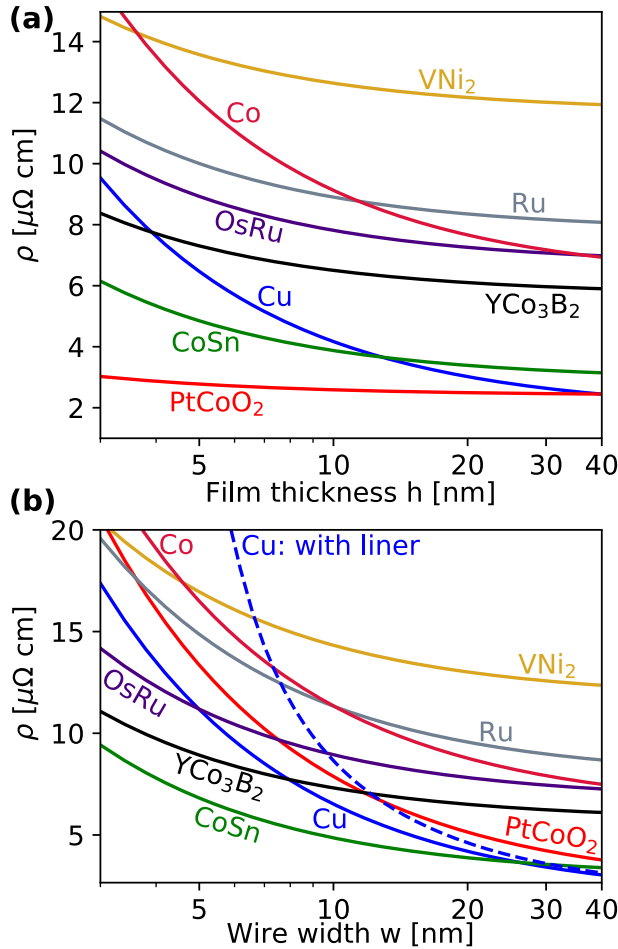 (a)
14
12
10
8
6
4
2
ρ [μΩ cm]
VNi₂
Co
Ru
OsRu
Cu
YCo₃B₂
CoSn
PtCoO₂
5 10 20 30 40
Film thickness h [nm]
(b)
20
15
10
5
ρ [μΩ cm]
Co
Cu: with liner
VNi₂
OsRu
Ru
YCo₃B₂
Cu
PtCoO₂
CoSn
5 10 20 30 40
Wire width w [nm]